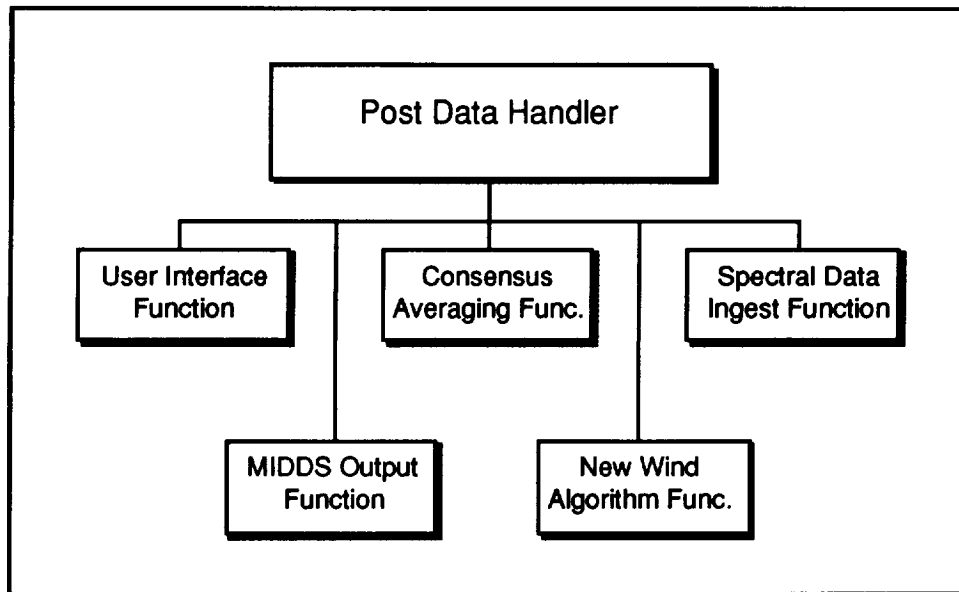 Post Data Handler
User Interface
Function
Consensus
Averaging Func.
Spectral Data
Ingest Function
MIDDS Output
Function
New Wind
Algorithm Func.